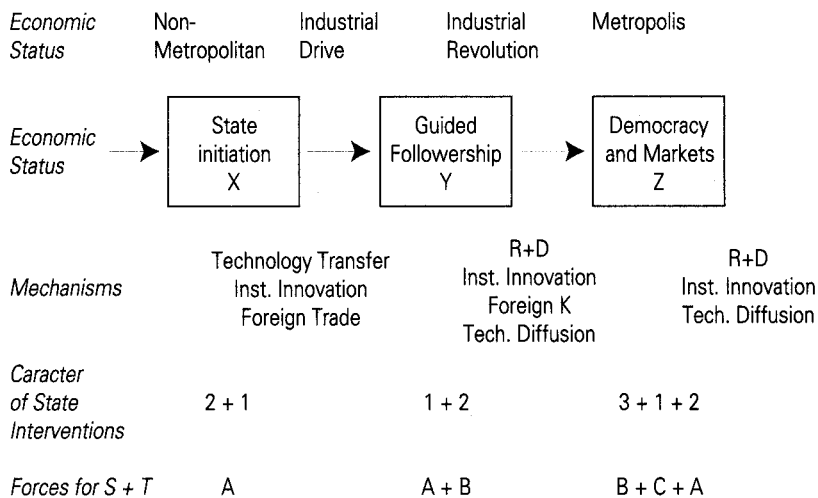 Economic Status Non-Metropolitan Industrial Drive Industrial Revolution Metropolis
Economic Status
State initiation X
Guided Followership Y
Democracy and Markets Z
Mechanisms
Technology Transfer
Inst. Innovation
Foreign Trade
R+D
Inst. Innovation
Foreign K
Tech. Diffusion
R+D
Inst. Innovation
Tech. Diffusion
Caracter
of State
Interventions
2 + 1
1 + 2
3 + 1 + 2
Forces for S + T
A
A + B
B + C + A